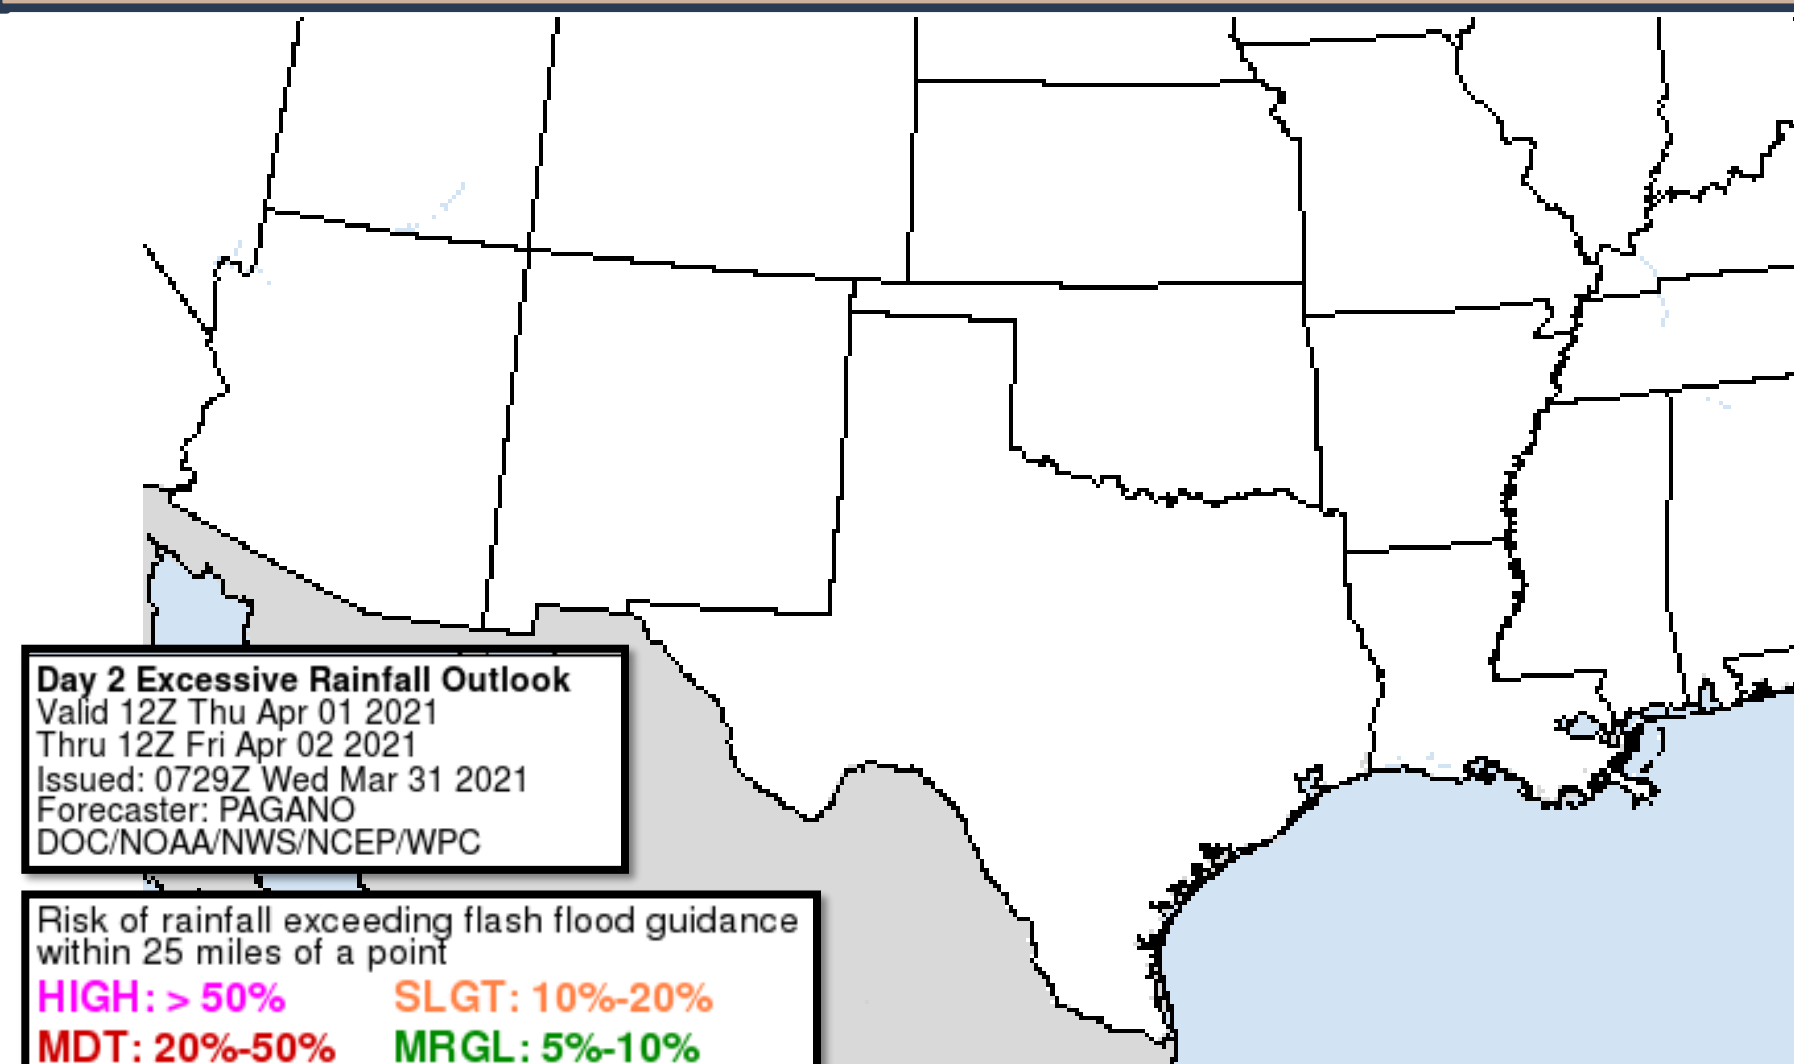 Day 2 Excessive Rainfall Outlook
Valid 12Z Thu Apr 01 2021
Thru 12Z Fri Apr 02 2021
Issued: 0729Z Wed Mar 31 2021
Forecaster: PAGANO
DOC/NOAA/NWS/NCEP/WPC
Risk of rainfall exceeding flash flood guidance
within 25 miles of a point
HIGH: > 50% SLGT: 10%-20%
MDT: 20%-50% MRGL: 5%-10%